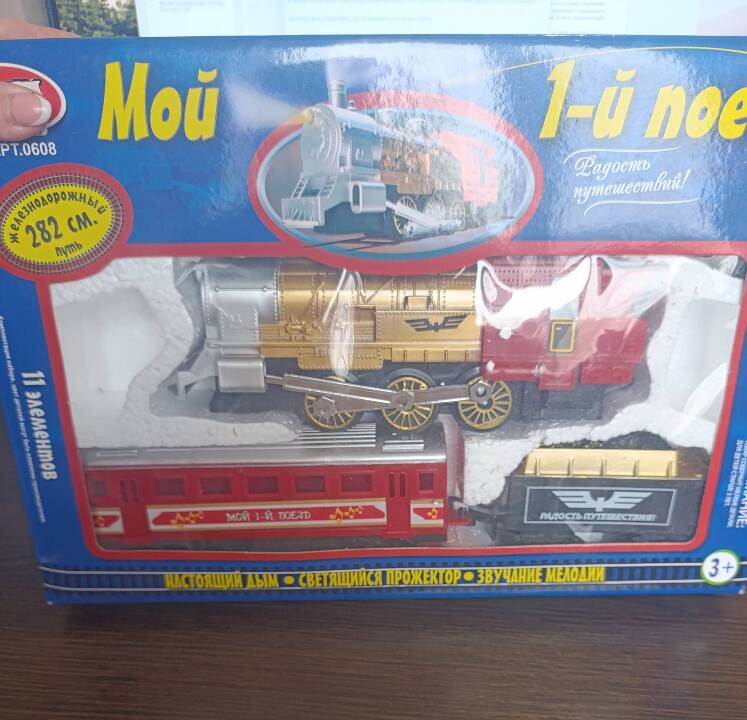 Мой
1-й пое
РТ.0608
Радость
путешествий!
железнодорожный
282 см.
путь
11 элементов
МОЙ 1-Й ПОЕЗД
РАДОСТЬ ПУТЕШЕСТВИЯ!
НАСТОЯЩИЙ ДЫМ • СВЕТЯЩИЙСЯ ПРОЖЕКТОР • ЗВУЧАНИЕ МЕЛОДИИ
3+